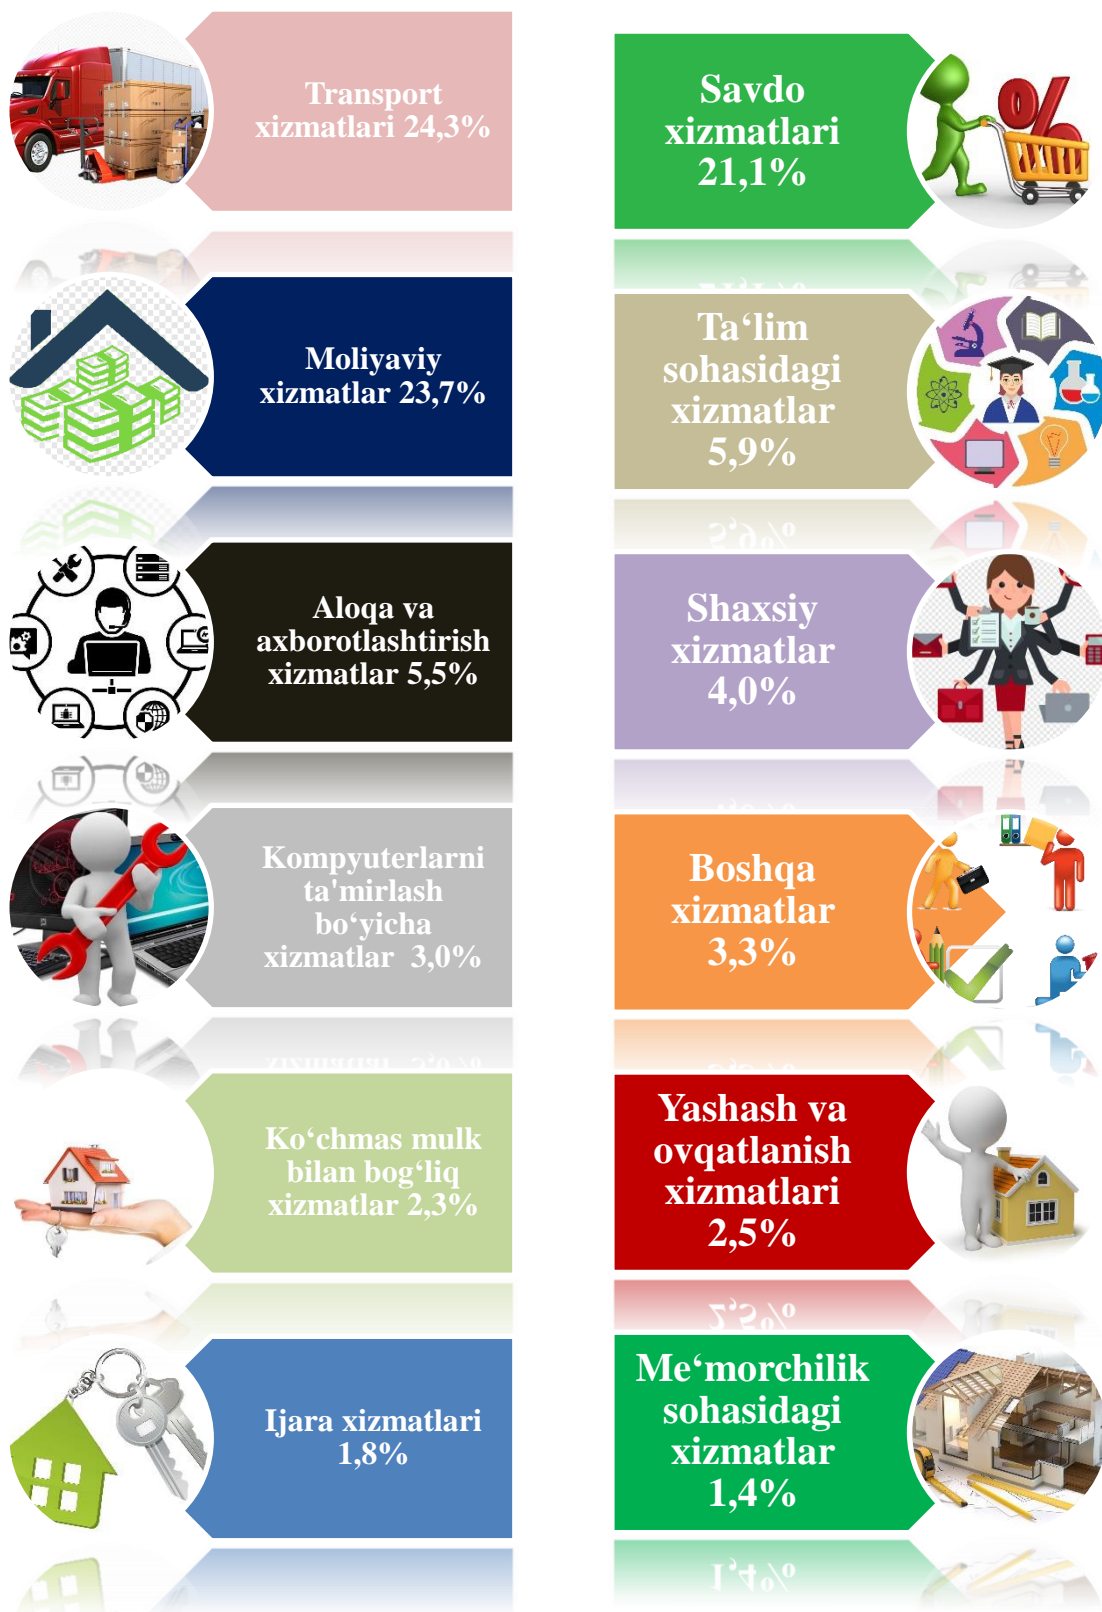 Transport
xizmatlari 24,3%
Savdo
xizmatlari
21,1%
Moliyaviy
xizmatlar 23,7%
Ta‘lim
sohasidagi
xizmatlar
5,9%
Aloqa va
axborotlashtirish
xizmatlar 5,5%
Shaxsiy
xizmatlar
4,0%
Kompyuterlarni
ta'mirlash
bo‘yicha
xizmatlar 3,0%
Boshqa
xizmatlar
3,3%
Ko‘chmas mulk
bilan bog‘liq
xizmatlar 2,3%
Yashash va
ovqatlanish
xizmatlari
2,5%
Ijara xizmatlari
1,8%
Me‘morchilik
sohasidagi
xizmatlar
1,4%